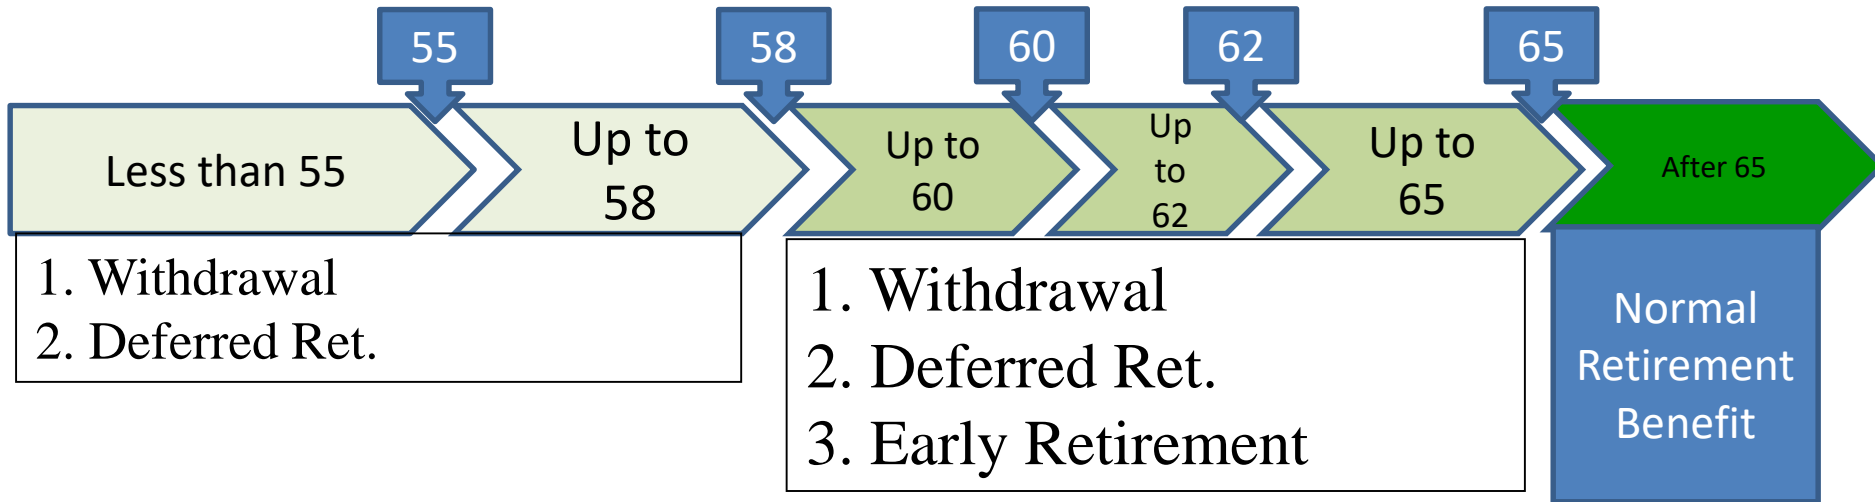 55
58
60
62
65
Less than 55
Up to
58
Up to
60
Up
to
62
Up to
65
After 65
1. Withdrawal
2. Deferred Ret.
1. Withdrawal
2. Deferred Ret.
3. Early Retirement
Normal
Retirement
Benefit